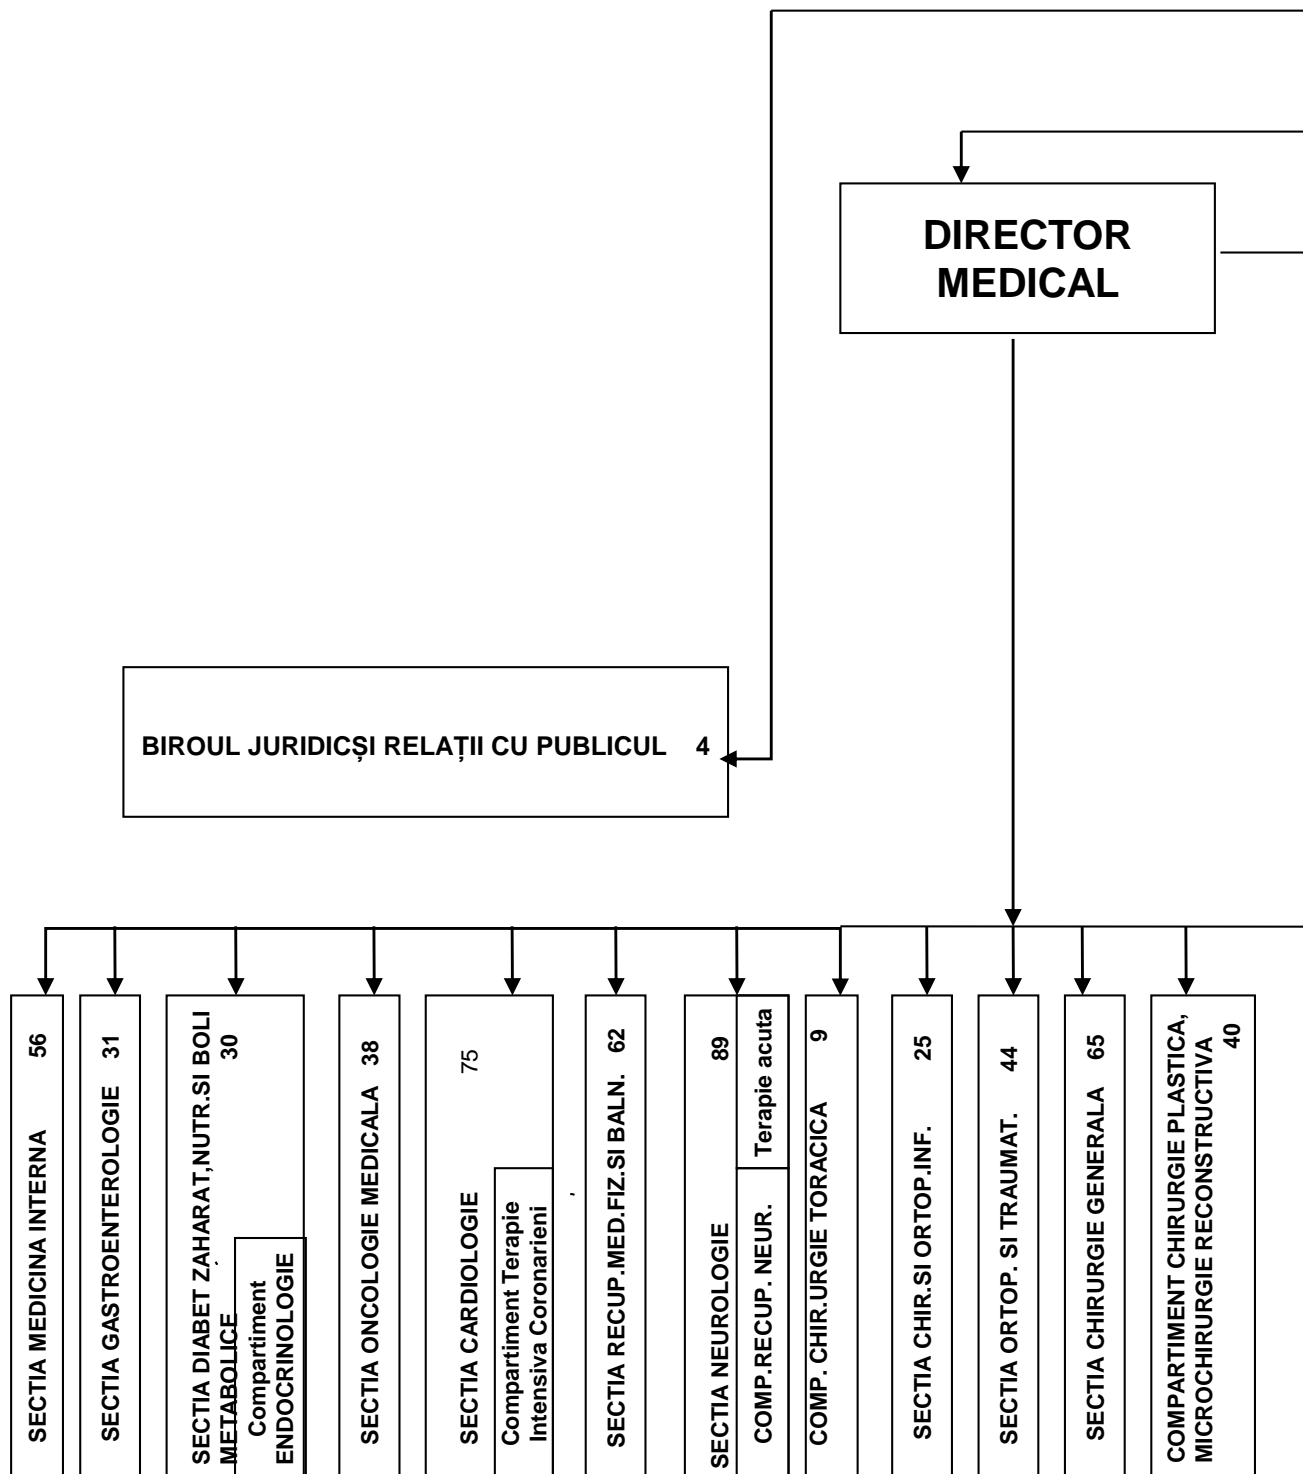 DIRECTOR
MEDICAL
BIROUL JURIDICȘI RELAȚII CU PUBLICUL 4
SECTIA MEDICINA INTERNA 56
SECTIA GASTROENTEROLOGIE 31
SECTIA DIABET ZAHARAT,NUTR.SI BOLI
METABOLICE 30
Compartiment
ENDOCRINOLOGIE
SECTIA ONCOLOGIE MEDICALA 38
SECTIA CARDIOLOGIE 75
Compartiment Terapie
Intensiva Coronarieni
SECTIA RECUP.MED.FIZ.SI BALN. 62
SECTIA NEUROLOGIE 89
COMP.RECUP. NEUR.
Terapie acuta
COMP. CHIR.URGIE TORACICA 9
SECTIA CHIR.SI ORTOP.INF. 25
SECTIA ORTOP. SI TRAUMAT. 44
SECTIA CHIRURGIE GENERALA 65
COMPARTIMENT CHIRURGIE PLASTICA,
MICROCHIRURGIE RECONSTRUCTIVA
40